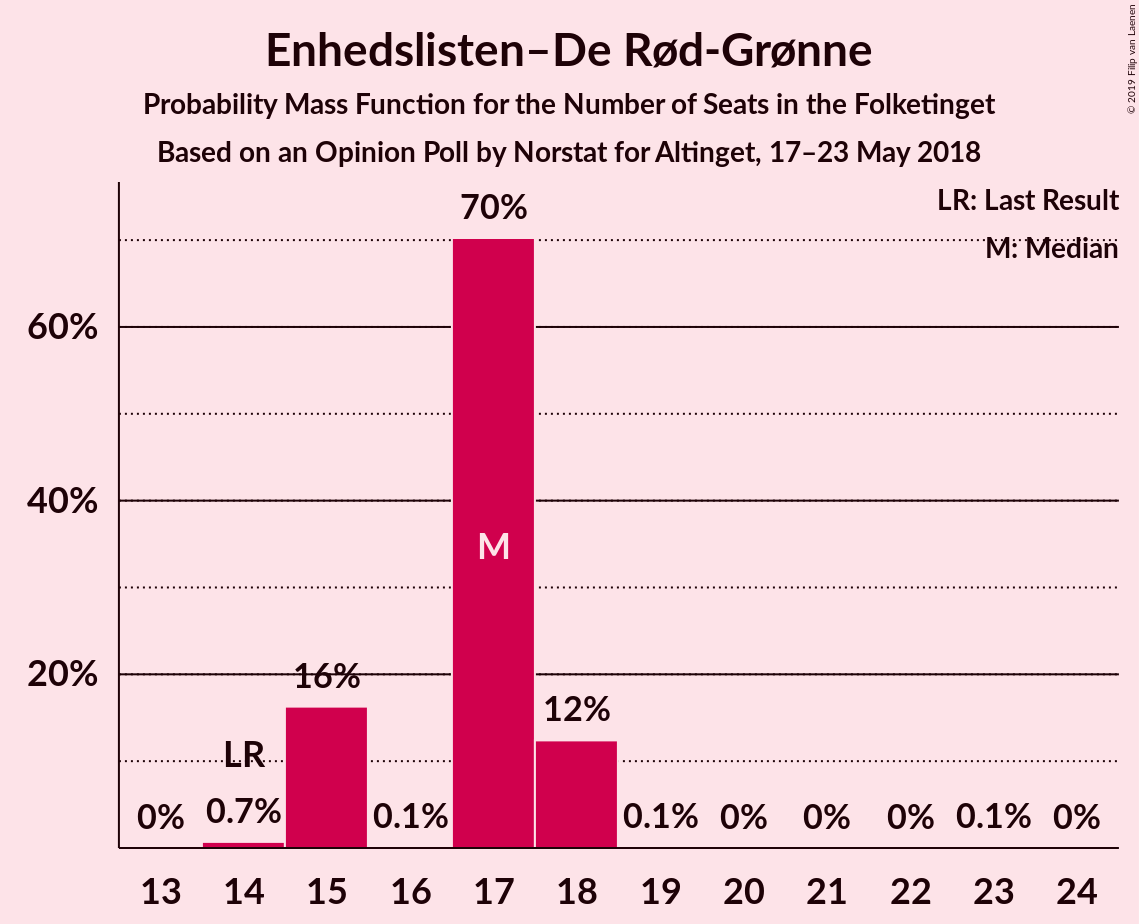 Enhedslisten–De Rød-Grønne
Probability Mass Function for the Number of Seats in the Folketinget
Based on an Opinion Poll by Norstat for Altinget, 17–23 May 2018
© 2019 Filip van Laenen
LR: Last Result
M: Median
60%
40%
20%
0%
LR
0.7%
16%
0.1%
70%
M
12%
0.1%
0%
0%
0%
0.1%
0%
13 14 15 16 17 18 19 20 21 22 23 24